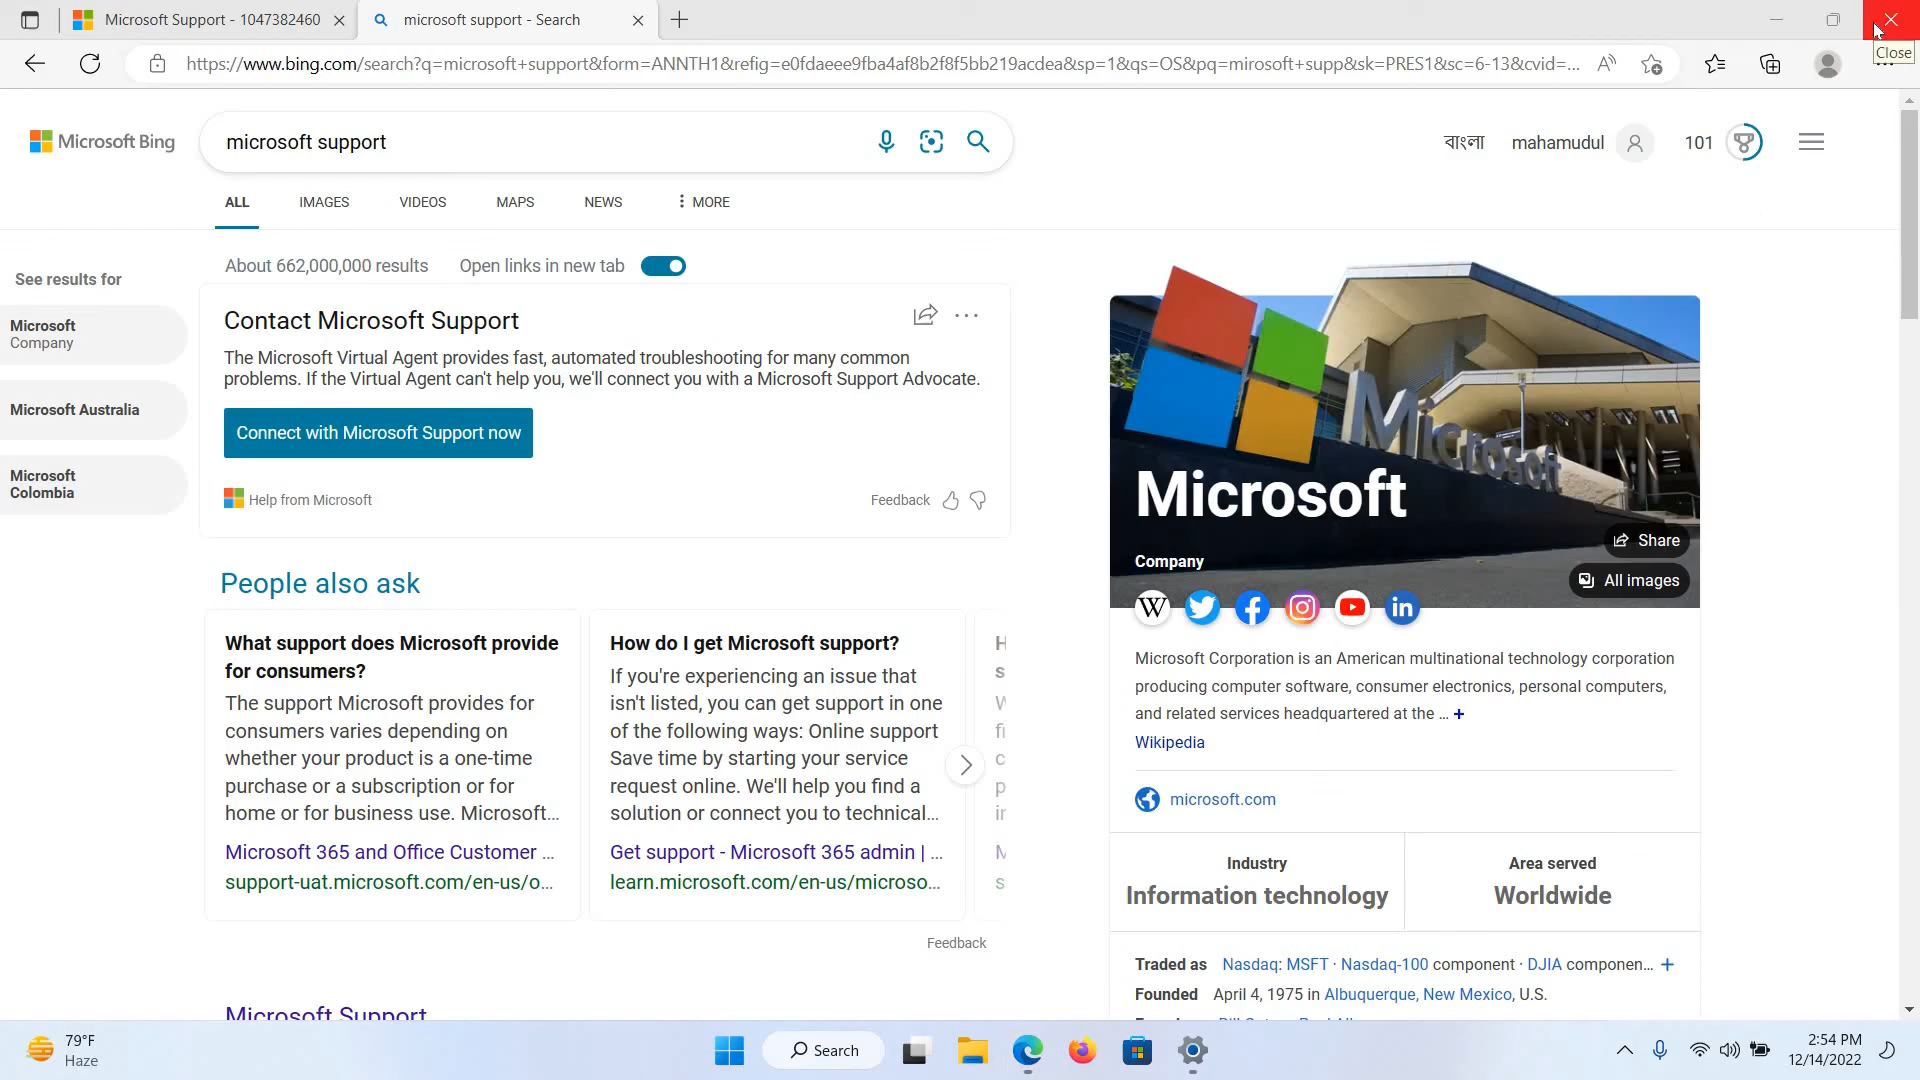 Microsoft Support - 1047382460
microsoft support - Search
Close
https://www.bing.com/search?q=microsoft+support&form=ANNTH1&refig=e0fdaeee9fba4af8b2f8f5bb219acdea&sp=1&qs=OS&pq=mirosoft+supp&sk=PRES1&sc=6-13&cvid=...
Microsoft Bing
microsoft support
বাংলা
mahamudul
101
ALL
IMAGES
VIDEOS
MAPS
NEWS
MORE
See results for
Microsoft
Company
Microsoft Australia
Microsoft
Colombia
About 662,000,000 results
Open links in new tab
Contact Microsoft Support
The Microsoft Virtual Agent provides fast, automated troubleshooting for many common
problems. If the Virtual Agent can't help you, we'll connect you with a Microsoft Support Advocate.
Connect with Microsoft Support now
Help from Microsoft
Feedback
People also ask
What support does Microsoft provide
for consumers?
The support Microsoft provides for
consumers varies depending on
whether your product is a one-time
purchase or a subscription or for
home or for business use. Microsoft...
Microsoft 365 and Office Customer ...
support-uat.microsoft.com/en-us/o...
How do I get Microsoft support?
If you're experiencing an issue that
isn't listed, you can get support in one
of the following ways: Online support
Save time by starting your service
request online. We'll help you find a
solution or connect you to technical...
Get support - Microsoft 365 admin | ...
learn.microsoft.com/en-us/microso...
Feedback
Microsoft Support
Microsoft
Microsoft
Company
Share
All images
Microsoft Corporation is an American multinational technology corporation
producing computer software, consumer electronics, personal computers,
and related services headquartered at the ... +
Wikipedia
microsoft.com
Industry
Information technology
Area served
Worldwide
Traded as Nasdaq: MSFT · Nasdaq-100 component · DJIA componen... +
Founded April 4, 1975 in Albuquerque, New Mexico, U.S.
79°F
Haze
Search
2:54 PM
12/14/2022